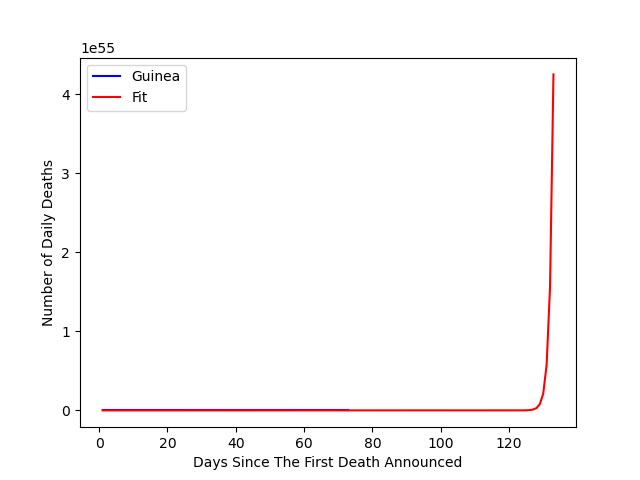 1e55
Guinea
Fit
4
3
2
1
0
Number of Daily Deaths
0 20 40 60 80 100 120
Days Since The First Death Announced